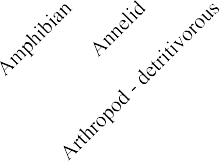 Amphibian
Annelid
Arthropod - detritivorous